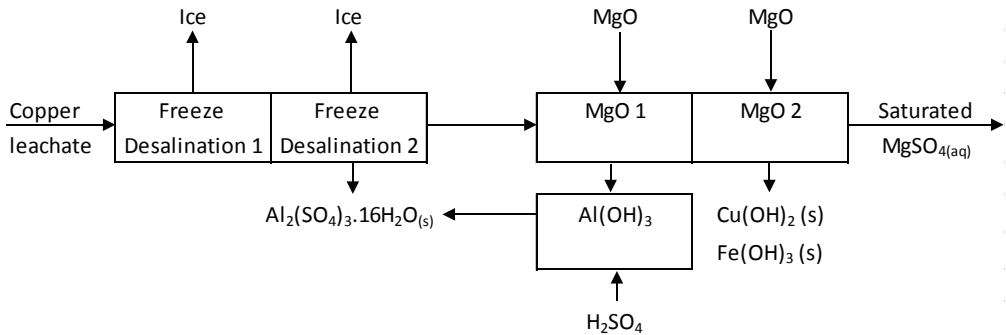 Ice
Ice
MgO
MgO
Copper
leachate
Freeze
Desalination 1
Freeze
Desalination 2
MgO 1
MgO 2
Saturated
MgSO₄(aq)
Al₂(SO₄)₃.16H₂O(s)
Al(OH)₃
Cu(OH)₂ (s)
Fe(OH)₃ (s)
H₂SO₄